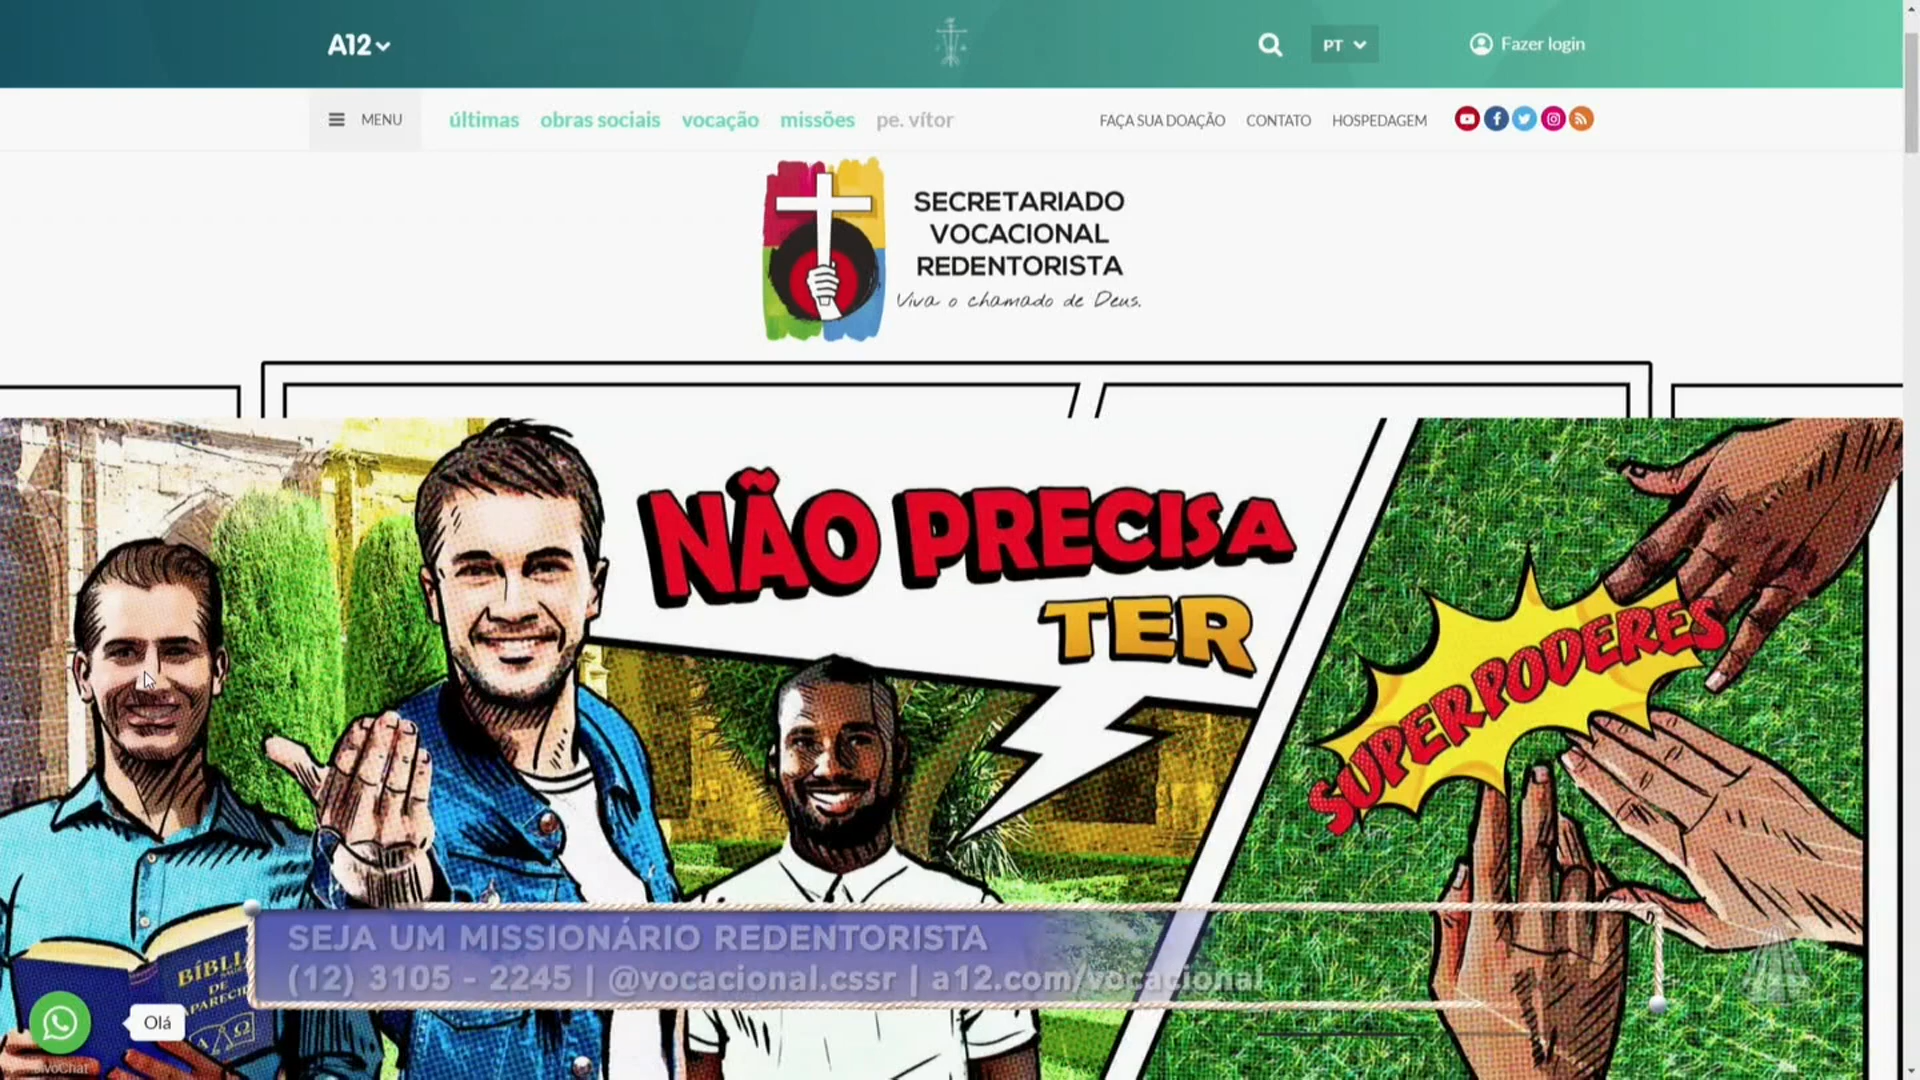 A12
PT
Fazer login
MENU
últimas
obras sociais
vocação
missões
pe. vítor
FAÇA SUA DOAÇÃO
CONTATO
HOSPEDAGEM
SECRETARIADO
VOCACIONAL
REDENTORISTA
Viva o chamado de Deus.
NÃO PRECISA
TER
SUPERPODERES
SEJA UM MISSIONÁRIO REDENTORISTA
(12) 3105 - 2245 | @vocacional.cssr | a12.com/vocacional
BÍBLIA
DE
APARECID
Olá